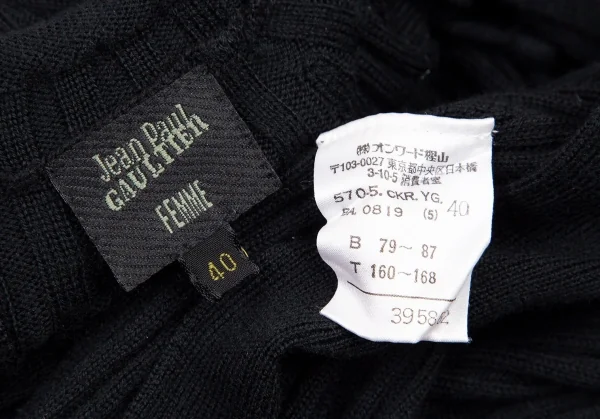 Jean Paul
GAULTIER
FEMME
40
㈱オンワード樫山
〒103-0027 東京都中央区日本橋
3-10-5 消費者室
570-5. CKR. YG.
0819 (5) 40
B 79～87
T 160～168
39582